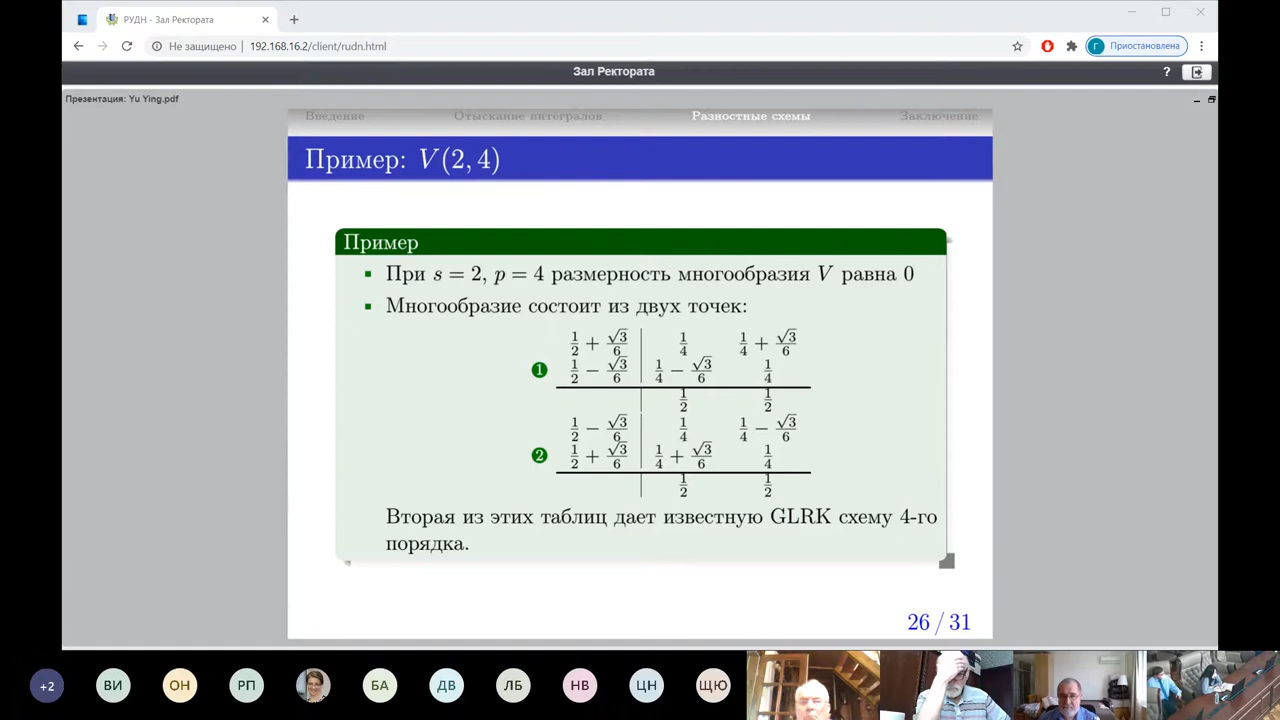 РУДН - Зал Ректората
Не защищено | 192.168.16.2/client/rudn.html
Г Приостановлена
Зал Ректората
?
Презентация: Yu Ying.pdf
Введение Отыскание интегралов Разностные схемы Заключение
Пример: V(2, 4)
Пример
При s = 2, p = 4 размерность многообразия V равна 0
Многообразие состоит из двух точек:
1/2 + √3/6 | 1/4 1/4 + √3/6
1 1/2 − √3/6 | 1/4 − √3/6 1/4
| 1/2 1/2
1/2 − √3/6 | 1/4 1/4 − √3/6
2 1/2 + √3/6 | 1/4 + √3/6 1/4
| 1/2 1/2
Вторая из этих таблиц дает известную GLRK схему 4-го
порядка.
26 / 31
+2 ВИ ОН РП БА ДВ ЛБ НВ ЦН ЩЮ